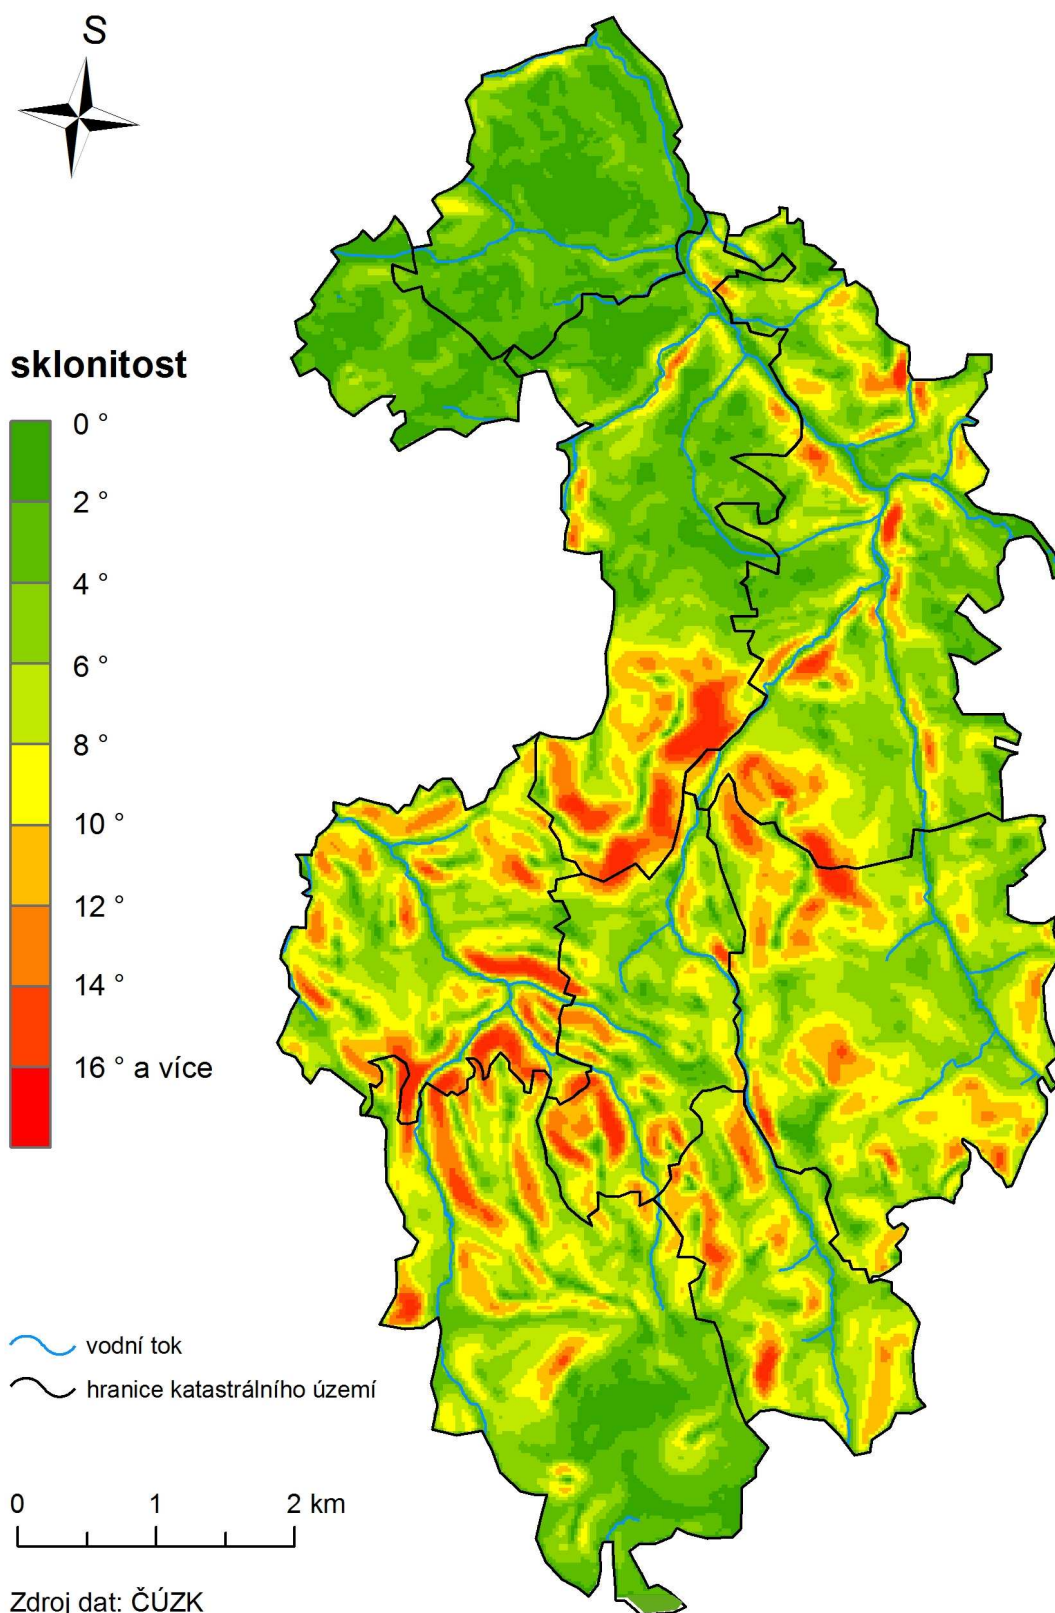 S
sklonitost
0 °
2 °
4 °
6 °
8 °
10 °
12 °
14 °
16 ° a více
vodní tok
hranice katastrálního území
0 1 2 km
Zdroj dat: ČÚZK